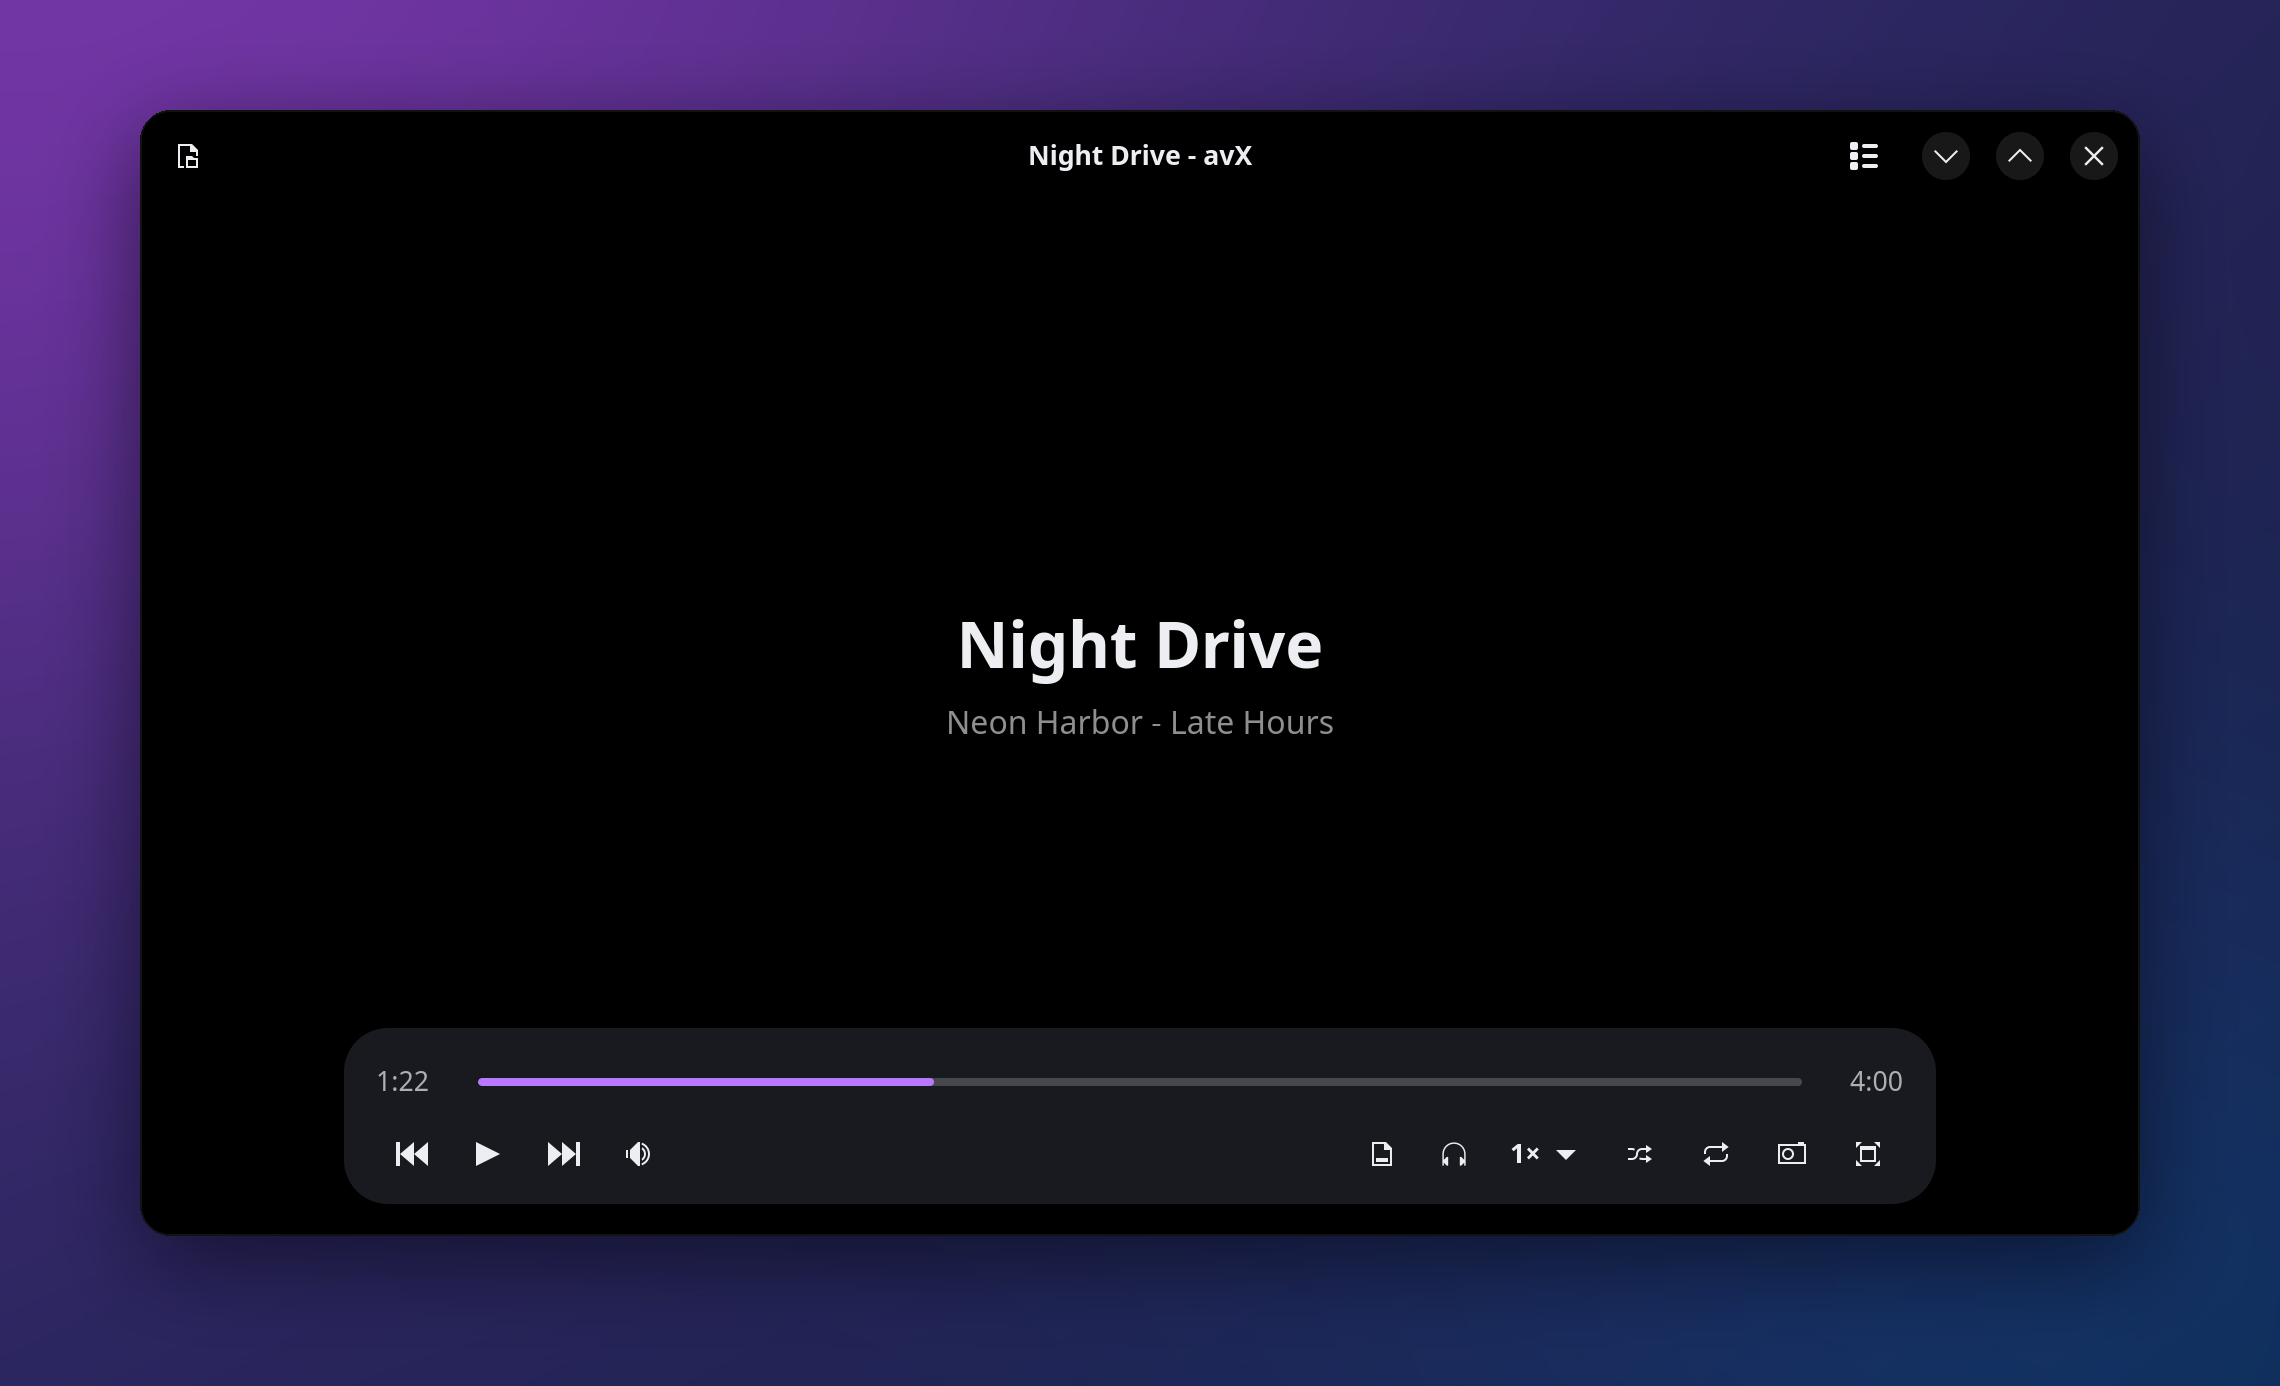 Night Drive - avX
Night Drive
Neon Harbor - Late Hours
1:22
4:00
1×